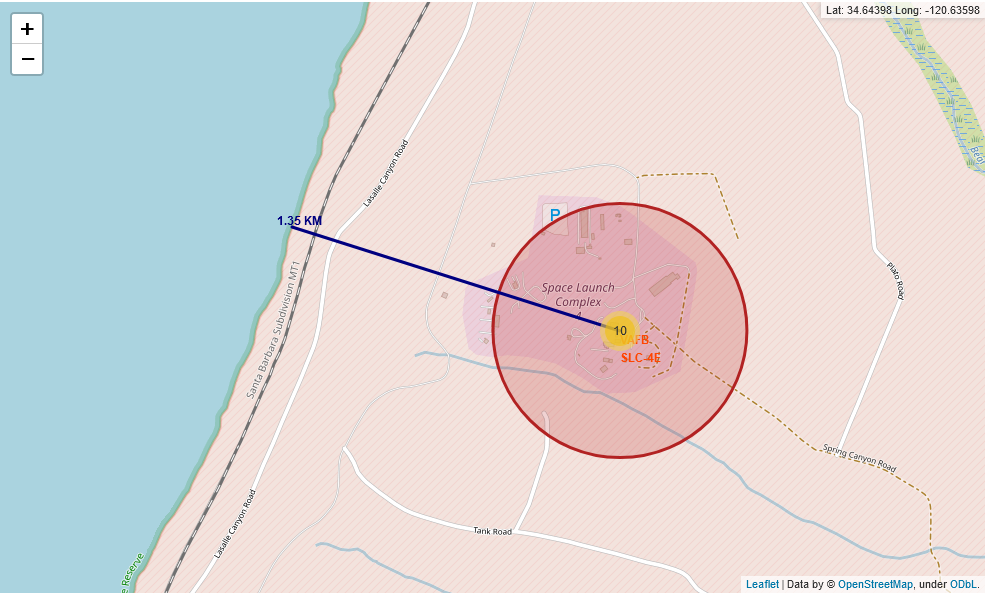 +
−
Lat: 34.64398 Long: -120.63598
Lasalle Canyon Road
P
1.35 KM
Santa Barbara Subdivision MT1
Space Launch
Complex
4
10
VAFB
SLC-4E
Plato Road
Spring Canyon Road
Lasalle Canyon Road
Tank Road
e Reserve
Leaflet | Data by © OpenStreetMap, under ODbL.